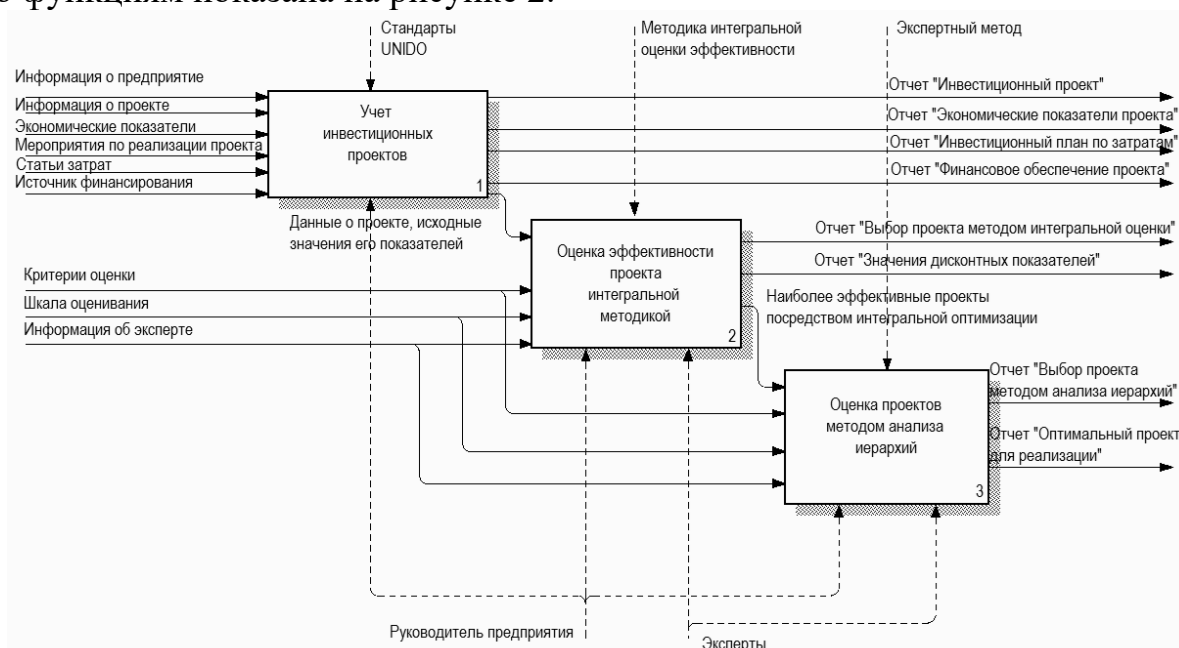 о функциям показана на рисунке 2.
Стандарты
UNIDO
Методика интегральной
оценки эффективности
Экспертный метод
Информация о предприятие
Информация о проекте
Экономические показатели
Мероприятия по реализации проекта
Статьи затрат
Источник финансирования
Учет
инвестиционных
проектов
1
Отчет "Инвестиционный проект"
Отчет "Экономические показатели проекта"
Отчет "Инвестиционный план по затратам"
Отчет "Финансовое обеспечение проекта"
Данные о проекте, исходные
значения его показателей
Оценка эффективности
проекта
интегральной
методикой
2
Отчет "Выбор проекта методом интегральной оценки"
Отчет "Значения дисконтных показателей"
Критерии оценки
Шкала оценивания
Информация об эксперте
Наиболее эффективные проекты
посредством интегральной оптимизации
Оценка проектов
методом анализа
иерархий
3
Отчет "Выбор проекта
методом анализа иерархий"
Отчет "Оптимальный проект
для реализации"
Руководитель предприятия
Эксперты